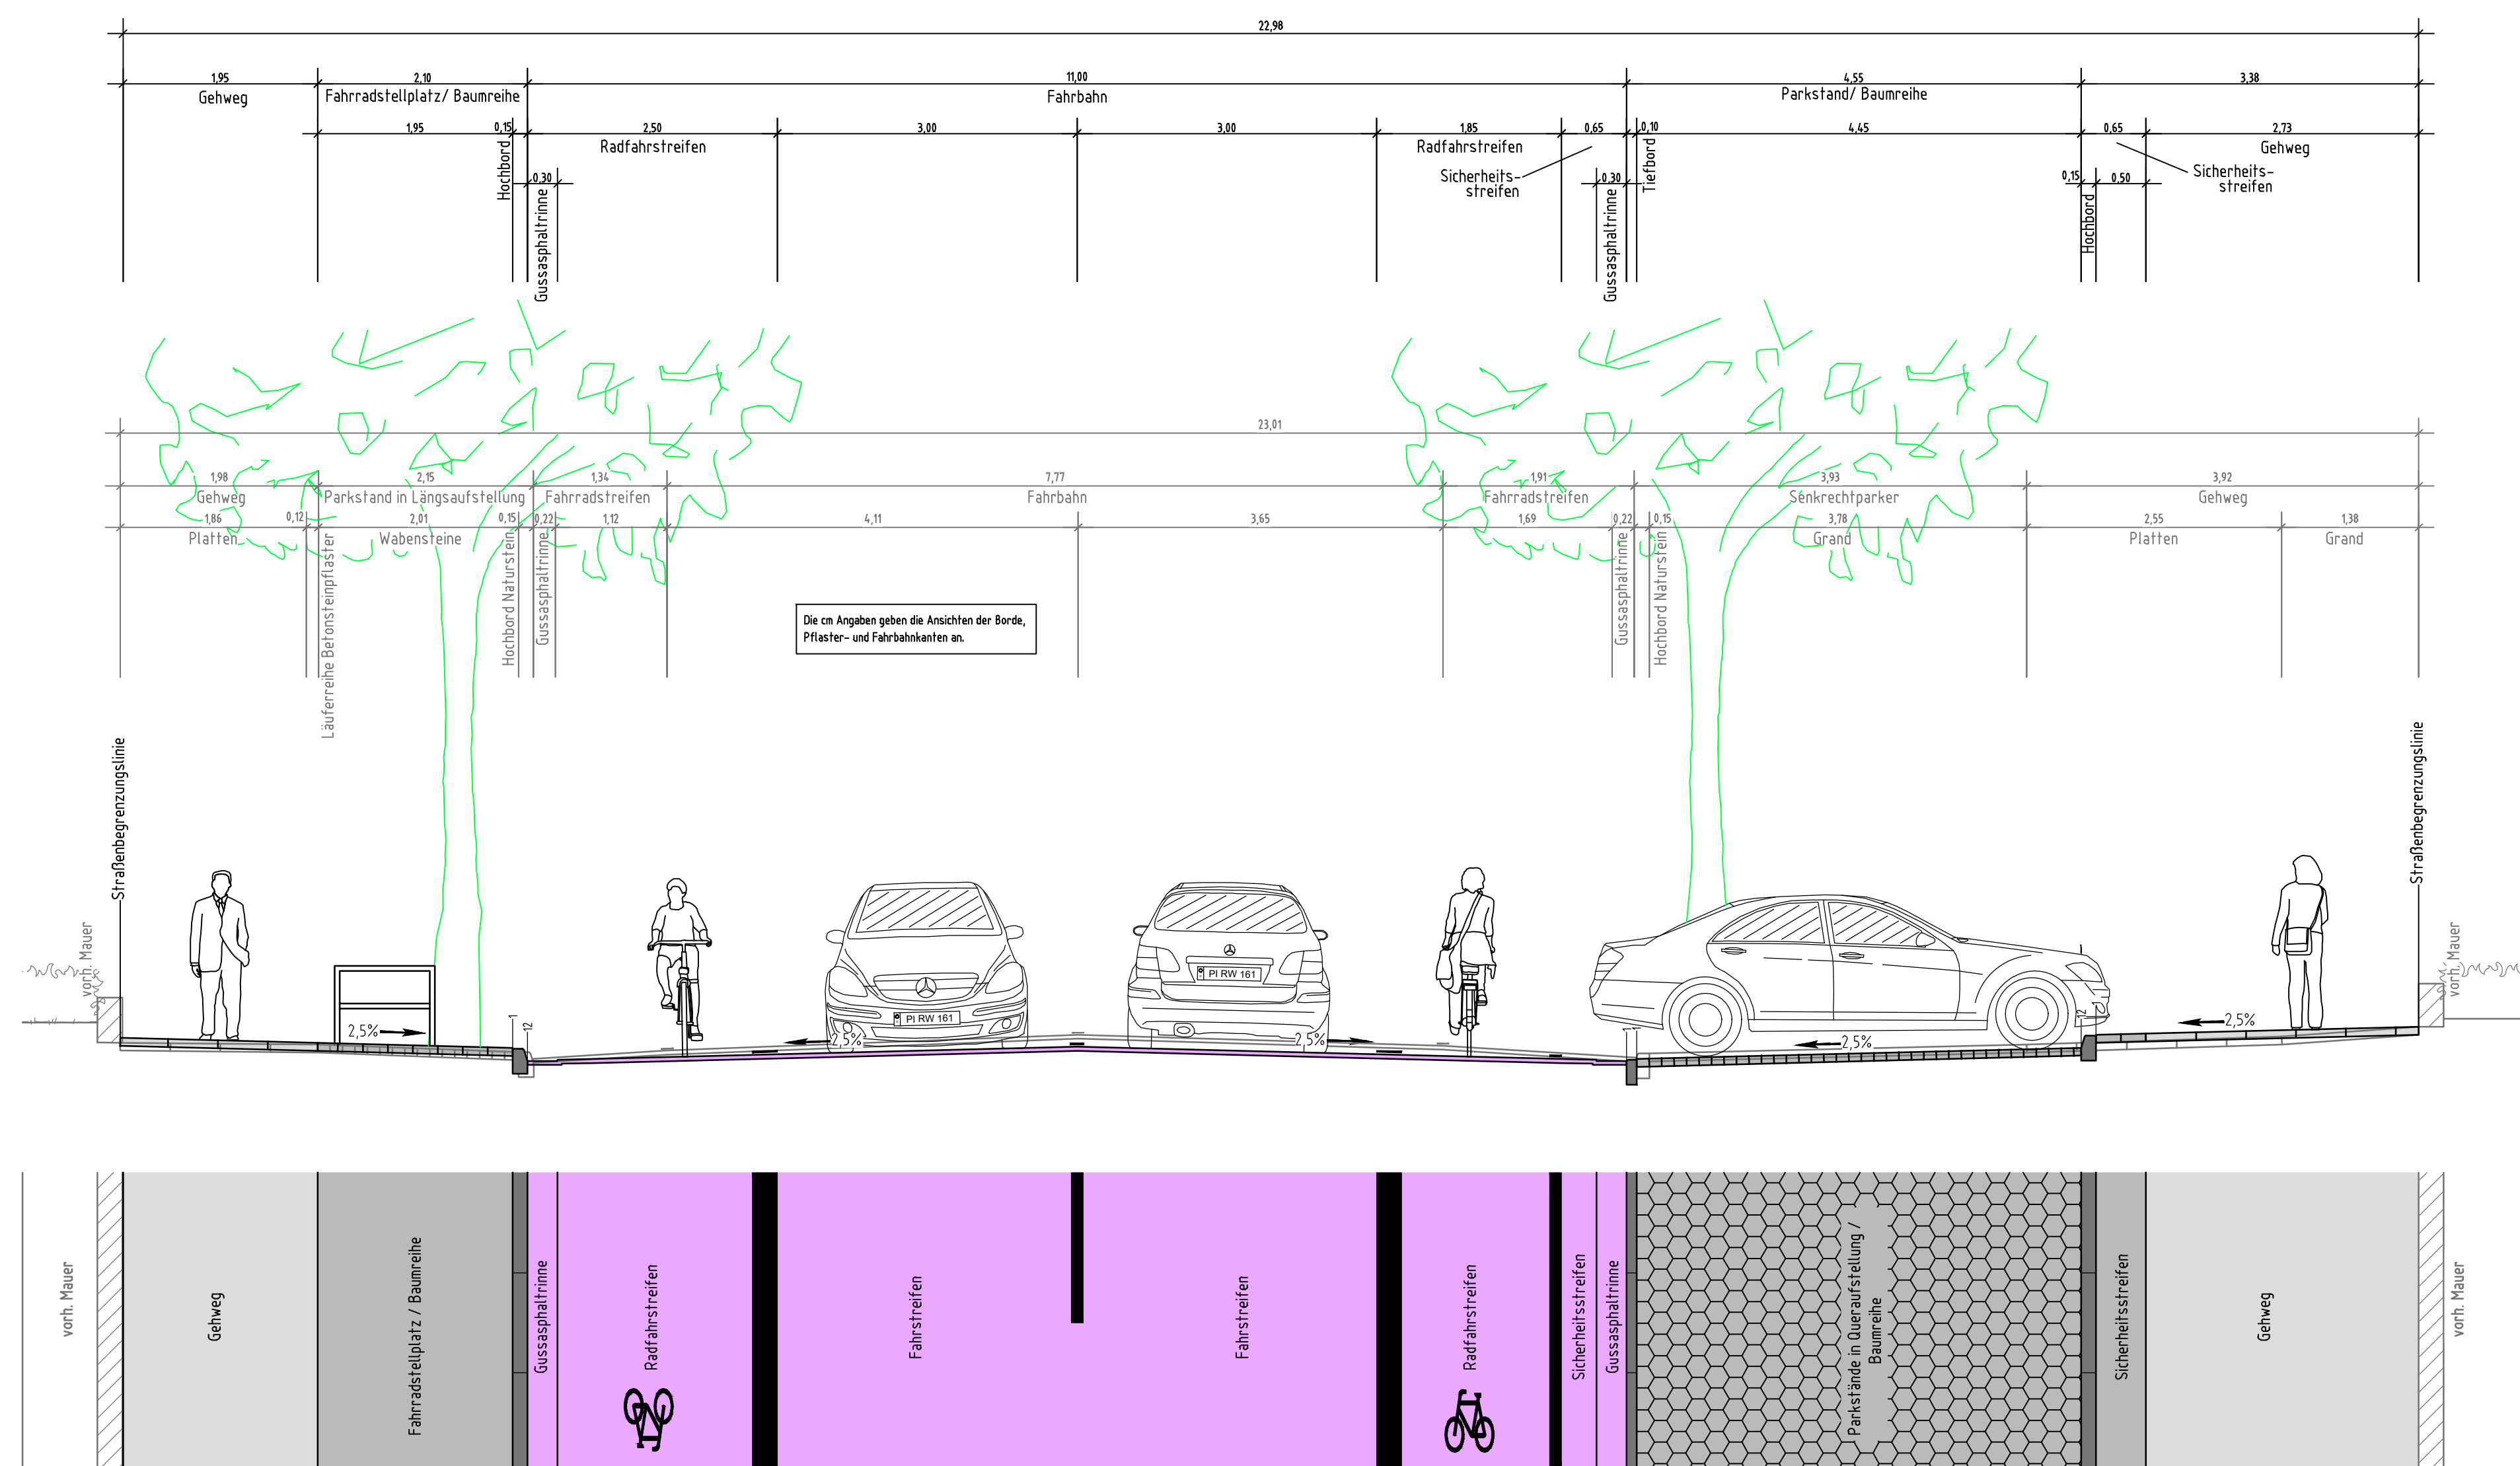 22,98
1,95 2,10 11,00 4,55 3,38
Gehweg Fahrradstellplatz/ Baumreihe Fahrbahn Parkstand/ Baumreihe
1,95 0,15 2,50 3,00 3,00 1,85 0,65 0,10 4,45 0,65 2,73
Hochbord Radfahrstreifen Radfahrstreifen Tiefbord Gehweg
Sicherheits-
streifen
Sicherheits-
streifen
0,30 0,30 0,15 0,50
Gussasphaltrinne Gussasphaltrinne Hochbord
23,01
1,98 2,15 1,34 7,77 1,91 3,93 3,92
Gehweg Parkstand in Längsaufstellung Fahrradstreifen Fahrbahn Fahrradstreifen Senkrechtparker Gehweg
1,86 0,12 2,01 0,15 0,22 1,12 4,11 3,65 1,69 0,22 0,15 3,78 2,55 1,38
Platten Wabensteine Grand Platten Grand
Läuferreihe Betonsteinpflaster
Hochbord Naturstein
Gussasphaltrinne
Gussasphaltrinne
Hochbord Naturstein
Die cm Angaben geben die Ansichten der Borde,
Pflaster- und Fahrbahnkanten an.
Straßenbegrenzungslinie
Straßenbegrenzungslinie
vorh. Mauer
vorh. Mauer
PI RW 161
PI RW 161
2,5% 2,5% 2,5% 2,5% 2,5%
1 12 1 1 12
vorh. Mauer
Gehweg
Fahrradstellplatz / Baumreihe
Gussasphaltrinne
Radfahrstreifen
Fahrstreifen
Fahrstreifen
Radfahrstreifen
Sicherheitsstreifen
Gussasphaltrinne
Parkstände in Queraufstellung /
Baumreihe
Sicherheitsstreifen
Gehweg
vorh. Mauer